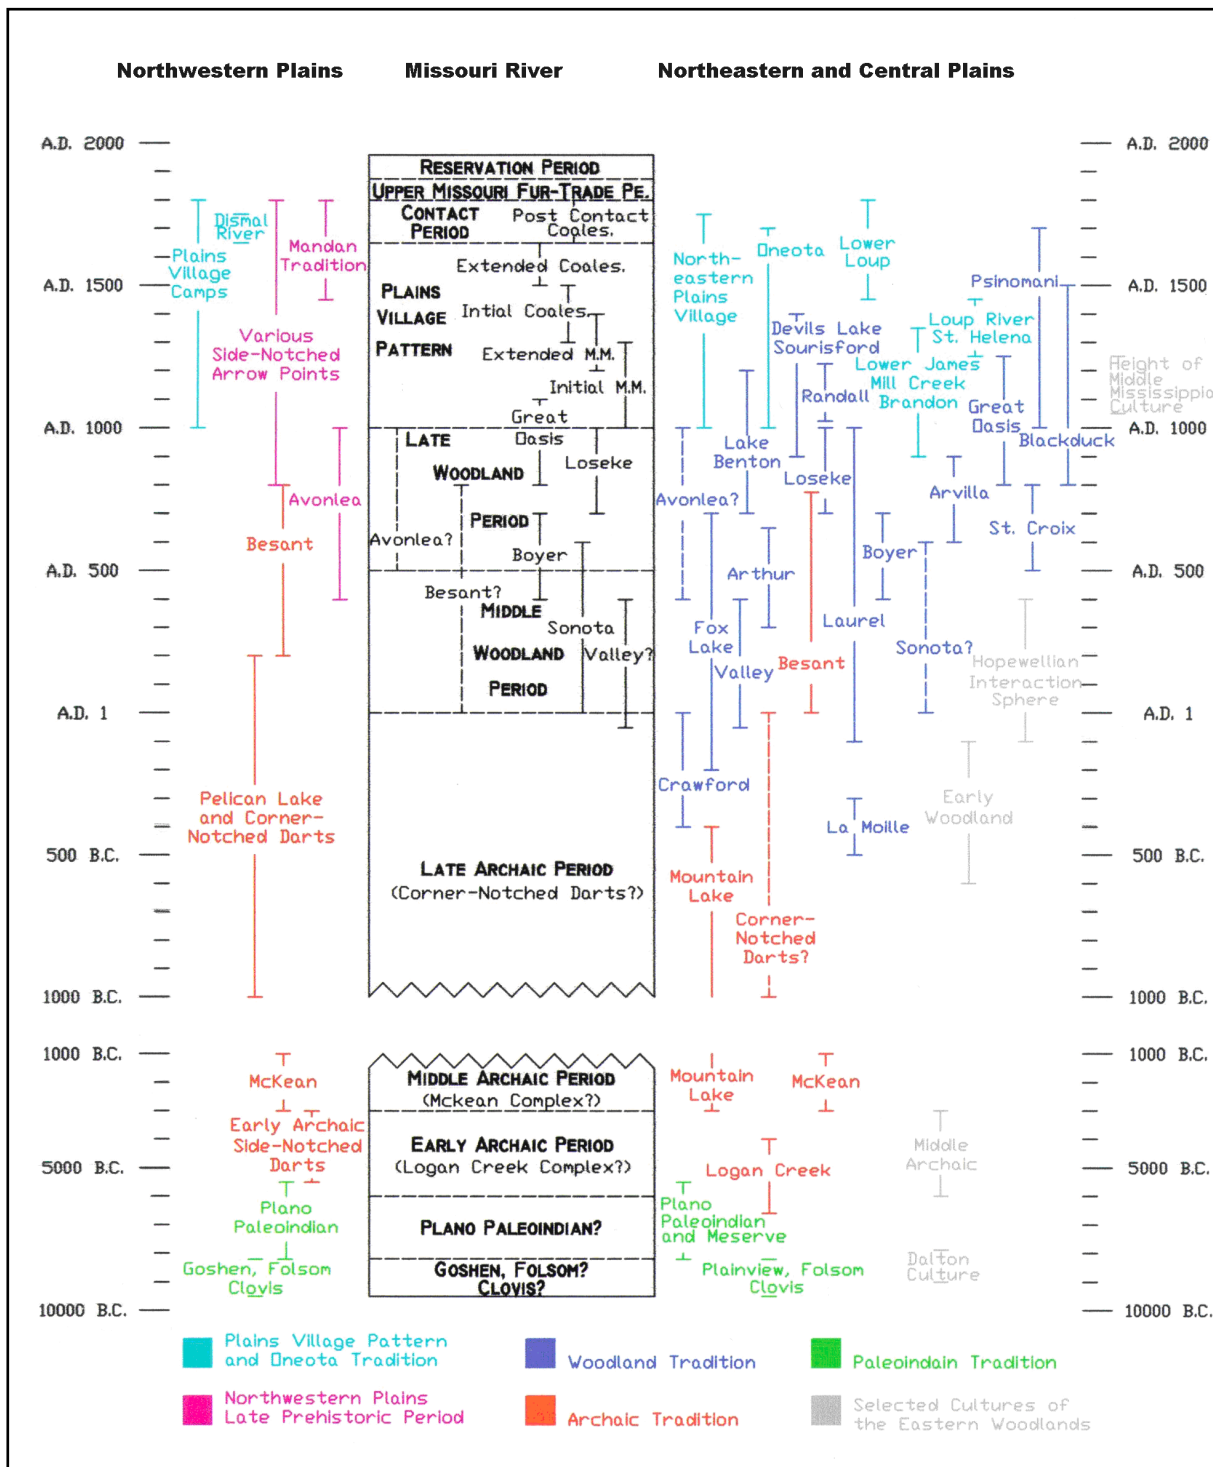 Northwestern Plains
Missouri River
Northeastern and Central Plains
A.D. 2000
A.D. 1500
A.D. 1000
A.D. 500
A.D. 1
500 B.C.
1000 B.C.
1000 B.C.
5000 B.C.
10000 B.C.
Dismal
River
Plains
Village
Camps
Mandan
Tradition
Various
Side-Notched
Arrow Points
Avonlea
Besant
Pelican Lake
and Corner-
Notched Darts
McKean
Early Archaic
Side-Notched
Darts
Plano
Paleoindian
Goshen, Folsom
Clovis
RESERVATION PERIOD
UPPER MISSOURI FUR-TRADE PE.
CONTACT
PERIOD
Post Contact
Coales.
Extended Coales.
PLAINS
VILLAGE
PATTERN
Intial Coales.
Extended M.M.
Initial M.M.
Great
Oasis
LATE
WOODLAND
PERIOD
Loseke
Avonlea?
Boyer
Besant?
MIDDLE
WOODLAND
PERIOD
Sonota
Valley?
LATE ARCHAIC PERIOD
(Corner-Notched Darts?)
MIDDLE ARCHAIC PERIOD
(Mckean Complex?)
EARLY ARCHAIC PERIOD
(Logan Creek Complex?)
PLANO PALEOINDIAN?
GOSHEN, FOLSOM?
CLOVIS?
North-
eastern
Plains
Village
Oneota
Lower
Loup
Psinomani
Devils Lake
Sourisford
Loup River
St. Helena
Lower James
Mill Creek
Brandon
Randall
Great
Oasis
Blackduck
Height of
Middle
Mississippia
Culture
Lake
Benton
Loseke
Avonlea?
Arvilla
St. Croix
Boyer
Arthur
Laurel
Fox
Lake
Valley
Besant
Sonota?
Hopewellian
Interaction
Sphere
Crawford
La Moille
Early
Woodland
Mountain
Lake
Corner-
Notched
Darts?
Mountain
Lake
McKean
Logan Creek
Middle
Archaic
Plano
Paleoindian
and Meserve
Plainview, Folsom
Clovis
Dalton
Culture
A.D. 2000
A.D. 1500
A.D. 1000
A.D. 500
A.D. 1
500 B.C.
1000 B.C.
1000 B.C.
5000 B.C.
10000 B.C.
Plains Village Pattern
and Oneota Tradition
Northwestern Plains
Late Prehistoric Period
Woodland Tradition
Archaic Tradition
Paleoindain Tradition
Selected Cultures of
the Eastern Woodlands